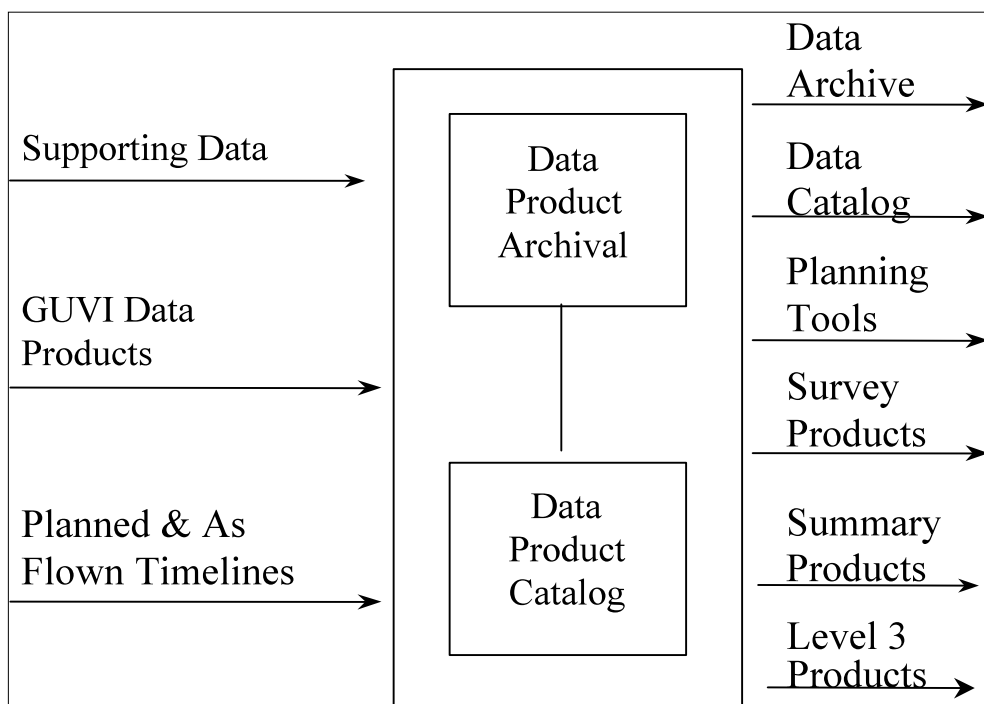 Supporting Data
GUVI Data
Products
Planned & As
Flown Timelines
Data
Product
Archival
Data
Product
Catalog
Data
Archive
Data
Catalog
Planning
Tools
Survey
Products
Summary
Products
Level 3
Products